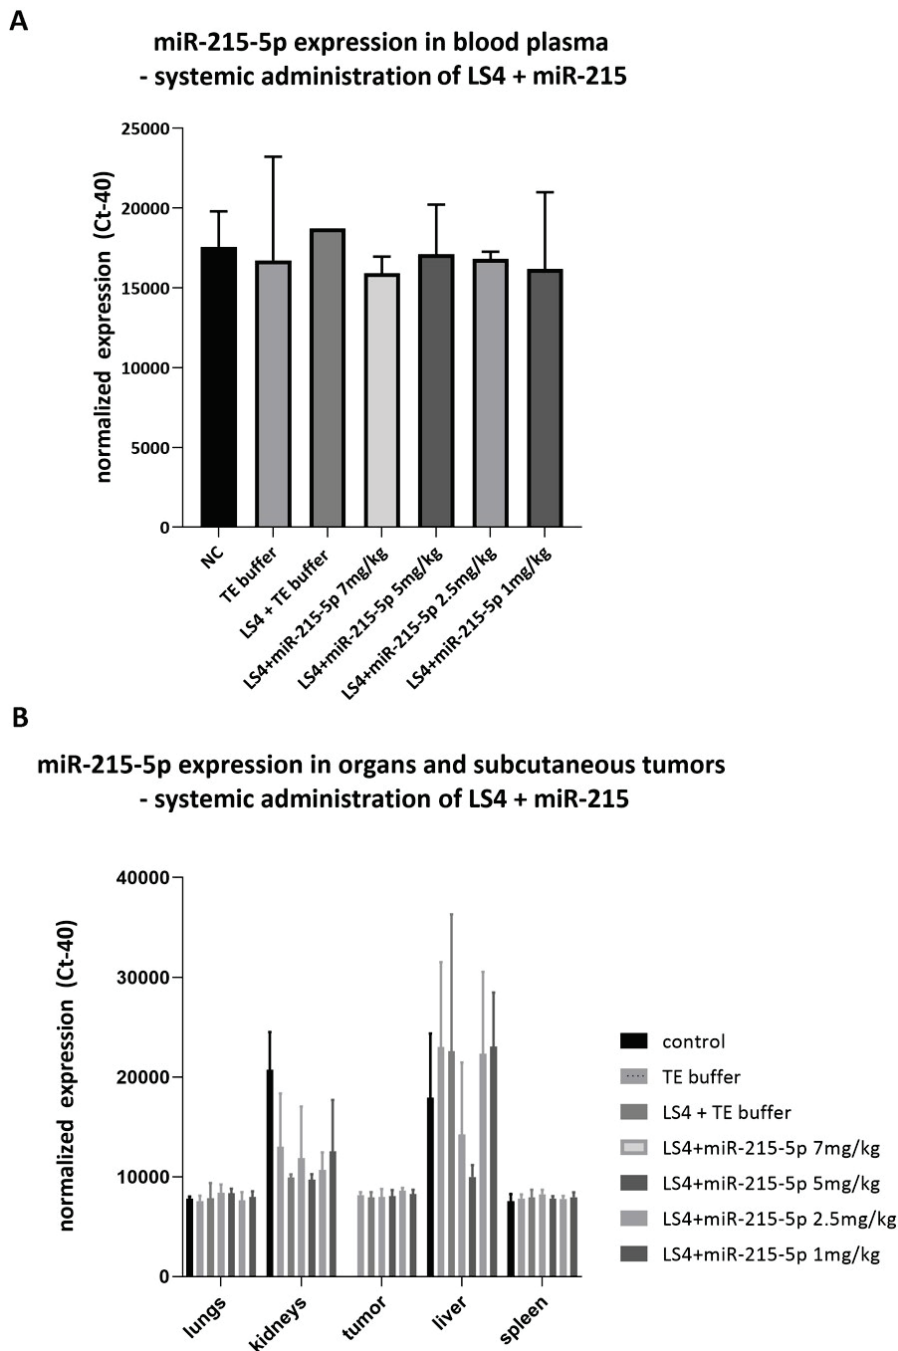 A
miR-215-5p expression in blood plasma
- systemic administration of LS4 + miR-215
normalized expression (Ct-40)
25000
20000
15000
10000
5000
0
NC
TE buffer
LS4 + TE buffer
LS4+miR-215-5p 7mg/kg
LS4+miR-215-5p 5mg/kg
LS4+miR-215-5p 2.5mg/kg
LS4+miR-215-5p 1mg/kg
B
miR-215-5p expression in organs and subcutaneous tumors
- systemic administration of LS4 + miR-215
normalized expression (Ct-40)
40000
30000
20000
10000
0
lungs
kidneys
tumor
liver
spleen
control
TE buffer
LS4 + TE buffer
LS4+miR-215-5p 7mg/kg
LS4+miR-215-5p 5mg/kg
LS4+miR-215-5p 2.5mg/kg
LS4+miR-215-5p 1mg/kg